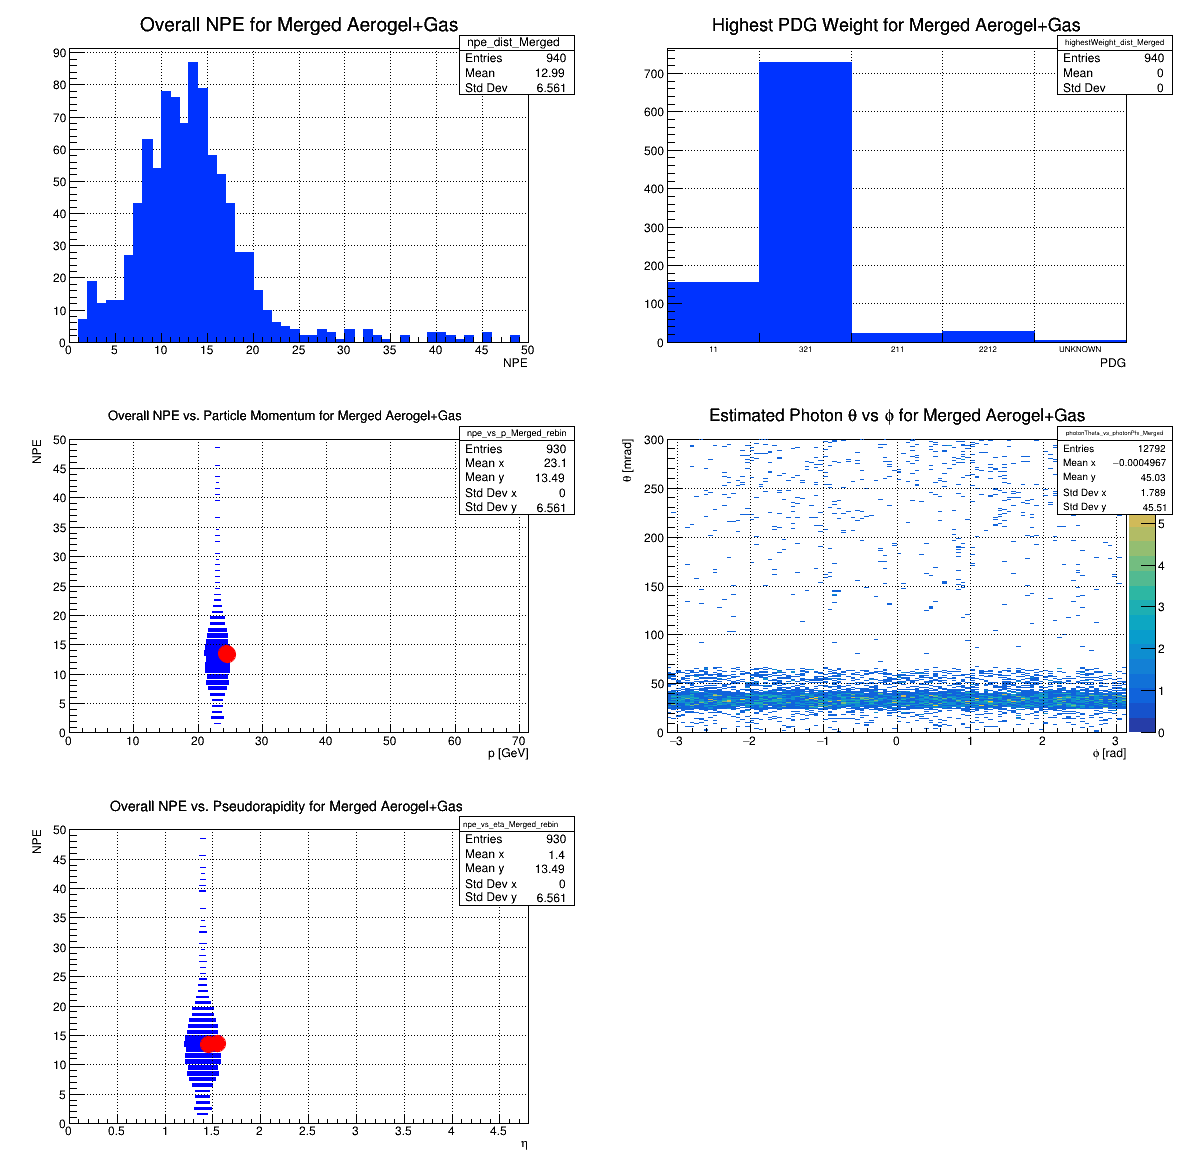 Overall NPE for Merged Aerogel+Gas
npe_dist_Merged
Entries 940
Mean 12.99
Std Dev 6.561
90
80
70
60
50
40
30
20
10
0
0 5 10 15 20 25 30 35 40 45 50
NPE
Highest PDG Weight for Merged Aerogel+Gas
highestWeight_dist_Merged
Entries 940
Mean 0
Std Dev 0
700
600
500
400
300
200
100
0
11 321 211 2212 UNKNOWN
PDG
Overall NPE vs. Particle Momentum for Merged Aerogel+Gas
npe_vs_p_Merged_rebin
Entries 930
Mean x 23.1
Mean y 13.49
Std Dev x 0
Std Dev y 6.561
NPE
50
45
40
35
30
25
20
15
10
5
0
0 10 20 30 40 50 60 70
p [GeV]
Estimated Photon θ vs ϕ for Merged Aerogel+Gas
photonTheta_vs_photonPhi_Merged
Entries 12792
Mean x −0.0004967
Mean y 45.03
Std Dev x 1.789
Std Dev y 45.51
θ [mrad]
300
250
200
150
100
50
0
−3 −2 −1 0 1 2 3
ϕ [rad]
5
4
3
2
1
0
Overall NPE vs. Pseudorapidity for Merged Aerogel+Gas
npe_vs_eta_Merged_rebin
Entries 930
Mean x 1.4
Mean y 13.49
Std Dev x 0
Std Dev y 6.561
NPE
50
45
40
35
30
25
20
15
10
5
0
0 0.5 1 1.5 2 2.5 3 3.5 4 4.5
η